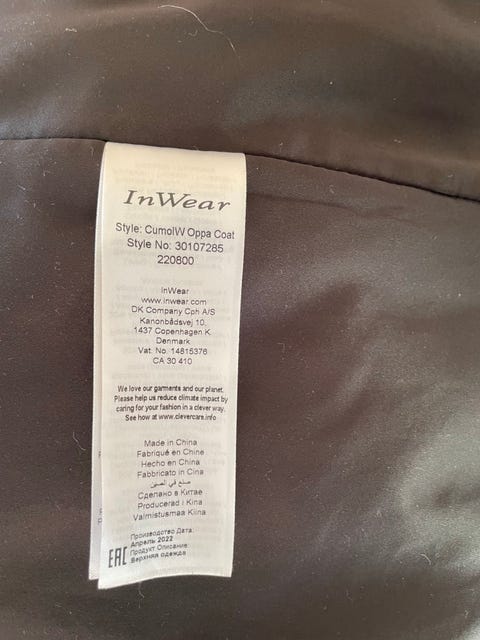 InWear
Style: CumolW Oppa Coat
Style No: 30107285
220800
InWear
www.inwear.com
DK Company Cph A/S
Kanonbådsvej 10,
1437 Copenhagen K
Denmark
Vat. No. 14815376
CA 30 410
We love our garments and our planet.
Please help us reduce climate impact by
caring for your fashion in a clever way.
See how at www.clevercare.info
Made in China
Fabriqué en Chine
Hecho en China
Fabbricato in Cina
صنع في الصين
Сделано в Китае
Producerad i Kina
Valmistusmaa Kiina
Производство Дата:
Апрель 2022
Продукт Описание:
Верхняя одежда
EAC